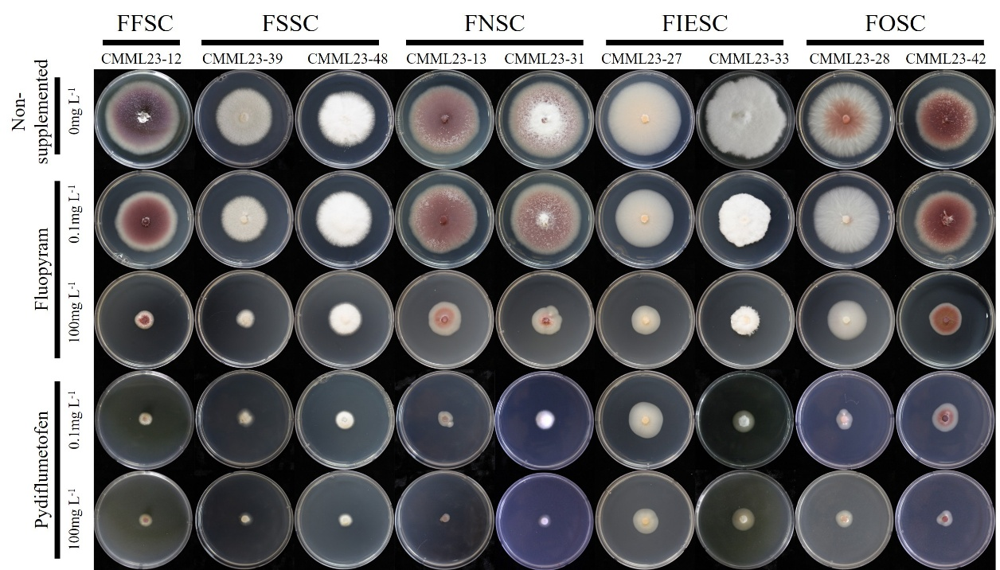 FFSC FSSC FNSC FIESC FOSC
CMML23-12 CMML23-39 CMML23-48 CMML23-13 CMML23-31 CMML23-27 CMML23-33 CMML23-28 CMML23-42
Non-
supplemented
0mg L⁻¹
Fluopyram
0.1mg L⁻¹
100mg L⁻¹
Pydiflumetofen
0.1mg L⁻¹
100mg L⁻¹